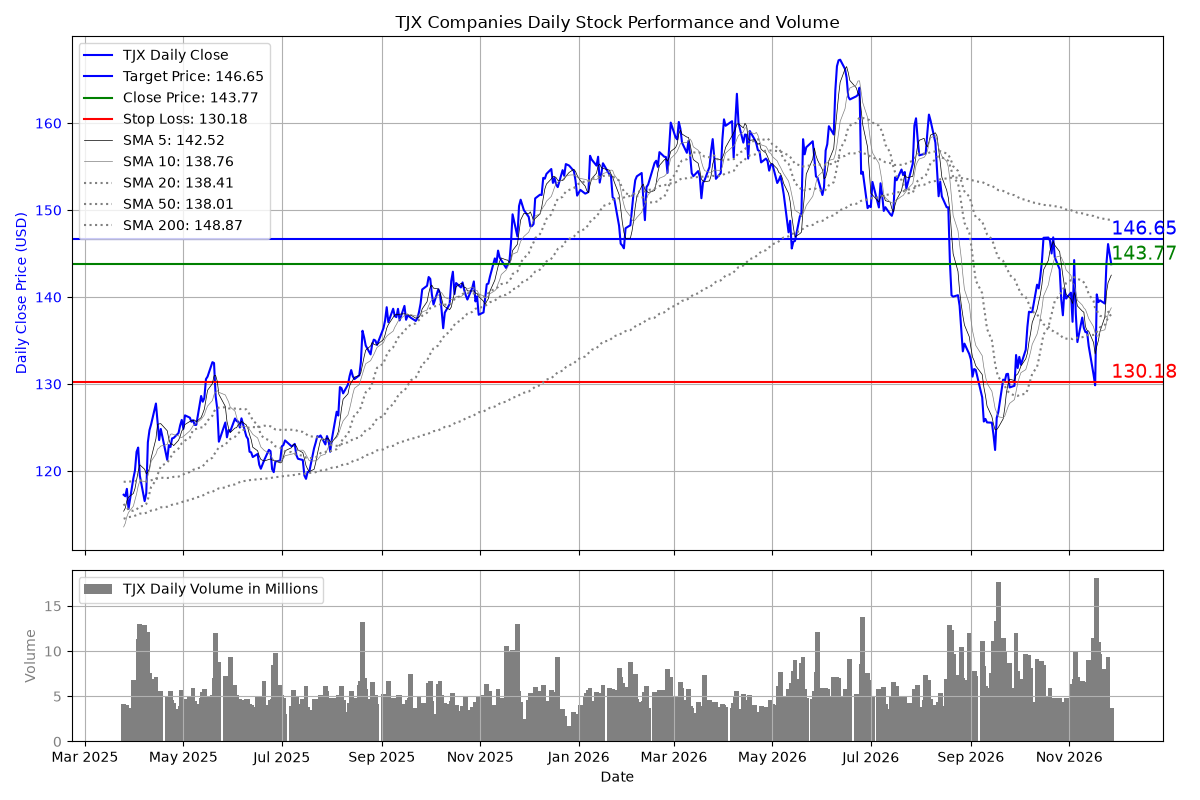 TJX Companies Daily Stock Performance and Volume
TJX Daily Close
Target Price: 146.65
Close Price: 143.77
Stop Loss: 130.18
SMA 5: 142.52
SMA 10: 138.76
SMA 20: 138.41
SMA 50: 138.01
SMA 200: 148.87
160
150
140
130
120
Daily Close Price (USD)
146.65
143.77
130.18
TJX Daily Volume in Millions
15
10
5
0
Volume
Mar 2025 May 2025 Jul 2025 Sep 2025 Nov 2025 Jan 2026 Mar 2026 May 2026 Jul 2026 Sep 2026 Nov 2026
Date